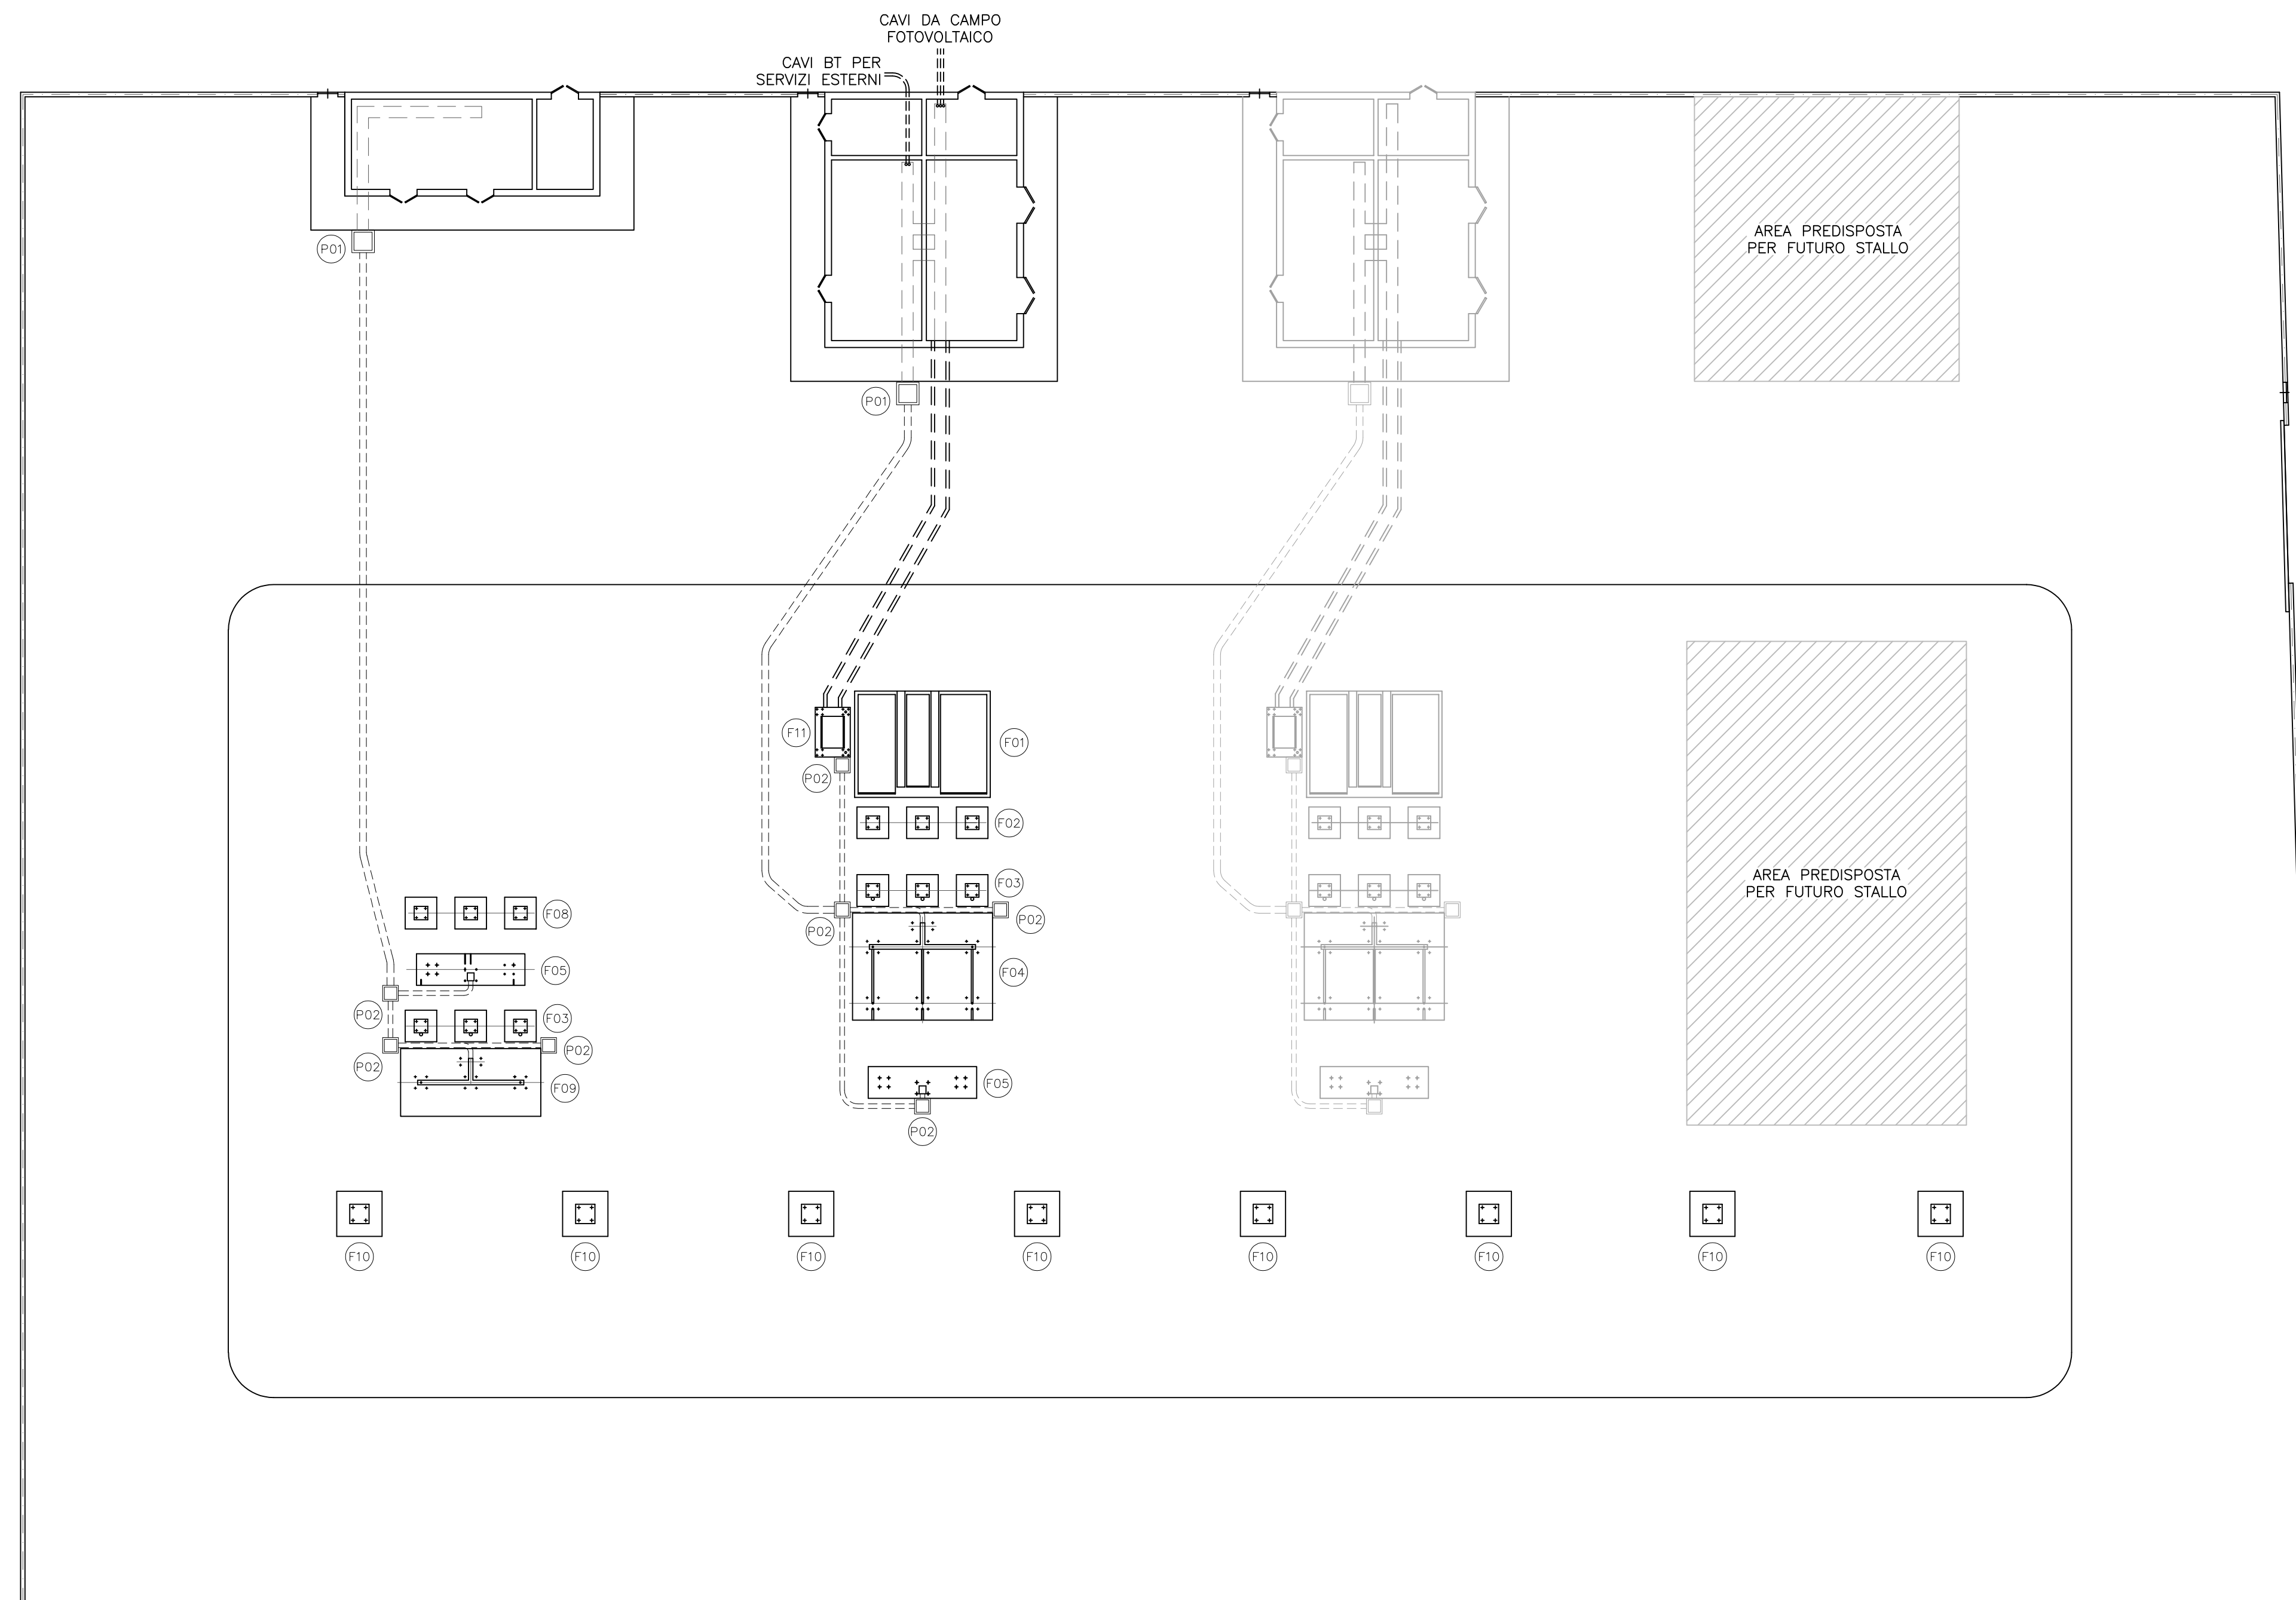 CAVI DA CAMPO
FOTOVOLTAICO
CAVI BT PER
SERVIZI ESTERNI
AREA PREDISPOSTA
PER FUTURO STALLO
P01
P01
F11
F01
P02
F02
F03
AREA PREDISPOSTA
PER FUTURO STALLO
F08
P02
P02
F05
F04
P02
F03
P02
P02
F09
F05
P02
F10
F10
F10
F10
F10
F10
F10
F10